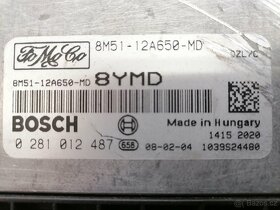 FoMoCo
8M51-12A650-MD
8M51-12A650-MD 8YMD
BOSCH
Made in Hungary
1415 2020
0 281 012 487 658 08-02-04 1039S24480